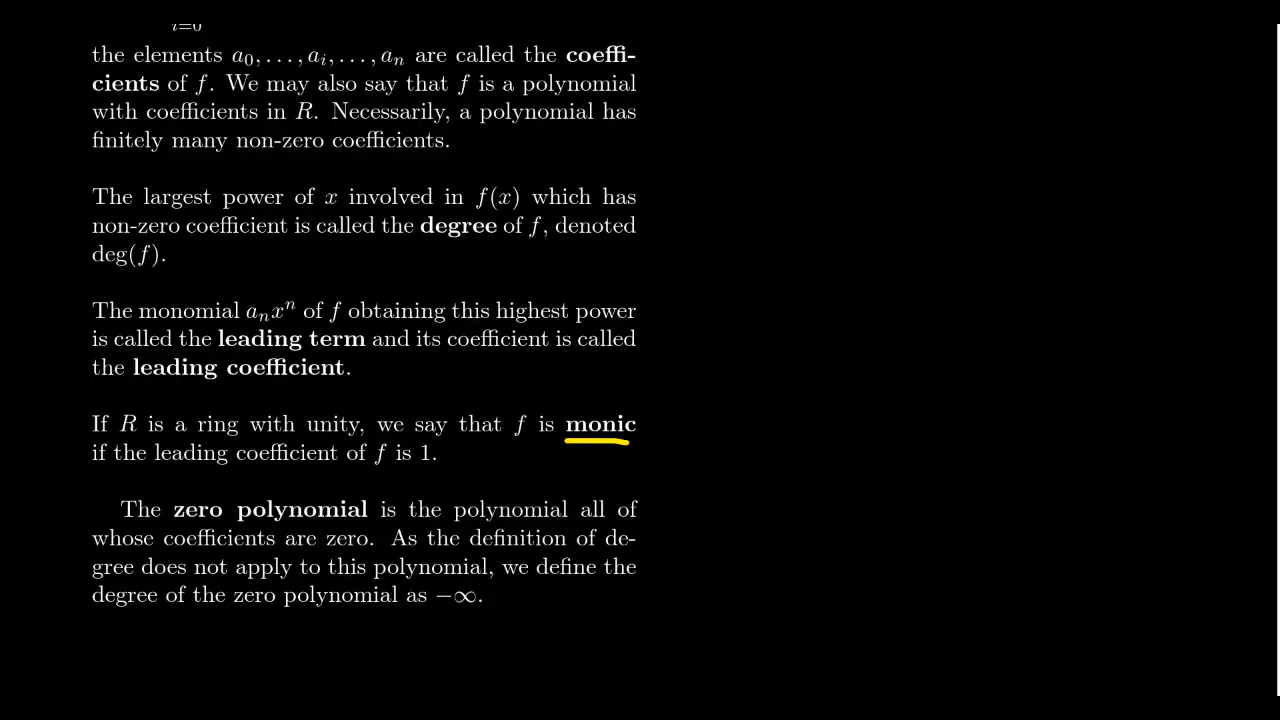 i=0
the elements a₀, . . . , aᵢ, . . . , aₙ are called the coeffi-
cients of f. We may also say that f is a polynomial
with coefficients in R. Necessarily, a polynomial has
finitely many non-zero coefficients.
The largest power of x involved in f(x) which has
non-zero coefficient is called the degree of f, denoted
deg(f).
The monomial aₙxⁿ of f obtaining this highest power
is called the leading term and its coefficient is called
the leading coefficient.
If R is a ring with unity, we say that f is monic
if the leading coefficient of f is 1.
The zero polynomial is the polynomial all of
whose coefficients are zero. As the definition of de-
gree does not apply to this polynomial, we define the
degree of the zero polynomial as −∞.